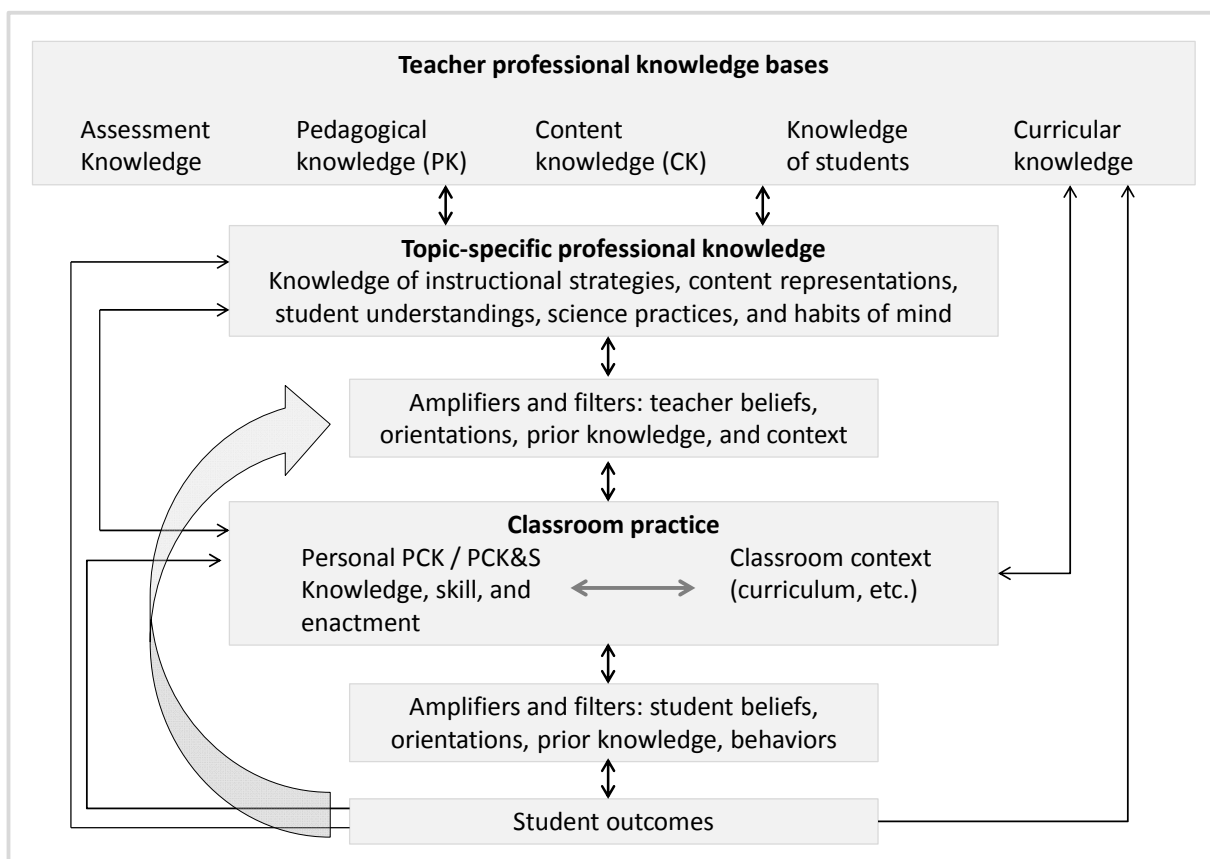 Teacher professional knowledge bases
Assessment Knowledge
Pedagogical knowledge (PK)
Content knowledge (CK)
Knowledge of students
Curricular knowledge
Topic-specific professional knowledge
Knowledge of instructional strategies, content representations,
student understandings, science practices, and habits of mind
Amplifiers and filters: teacher beliefs,
orientations, prior knowledge, and context
Classroom practice
Personal PCK / PCK&S
Knowledge, skill, and
enactment
Classroom context
(curriculum, etc.)
Amplifiers and filters: student beliefs,
orientations, prior knowledge, behaviors
Student outcomes